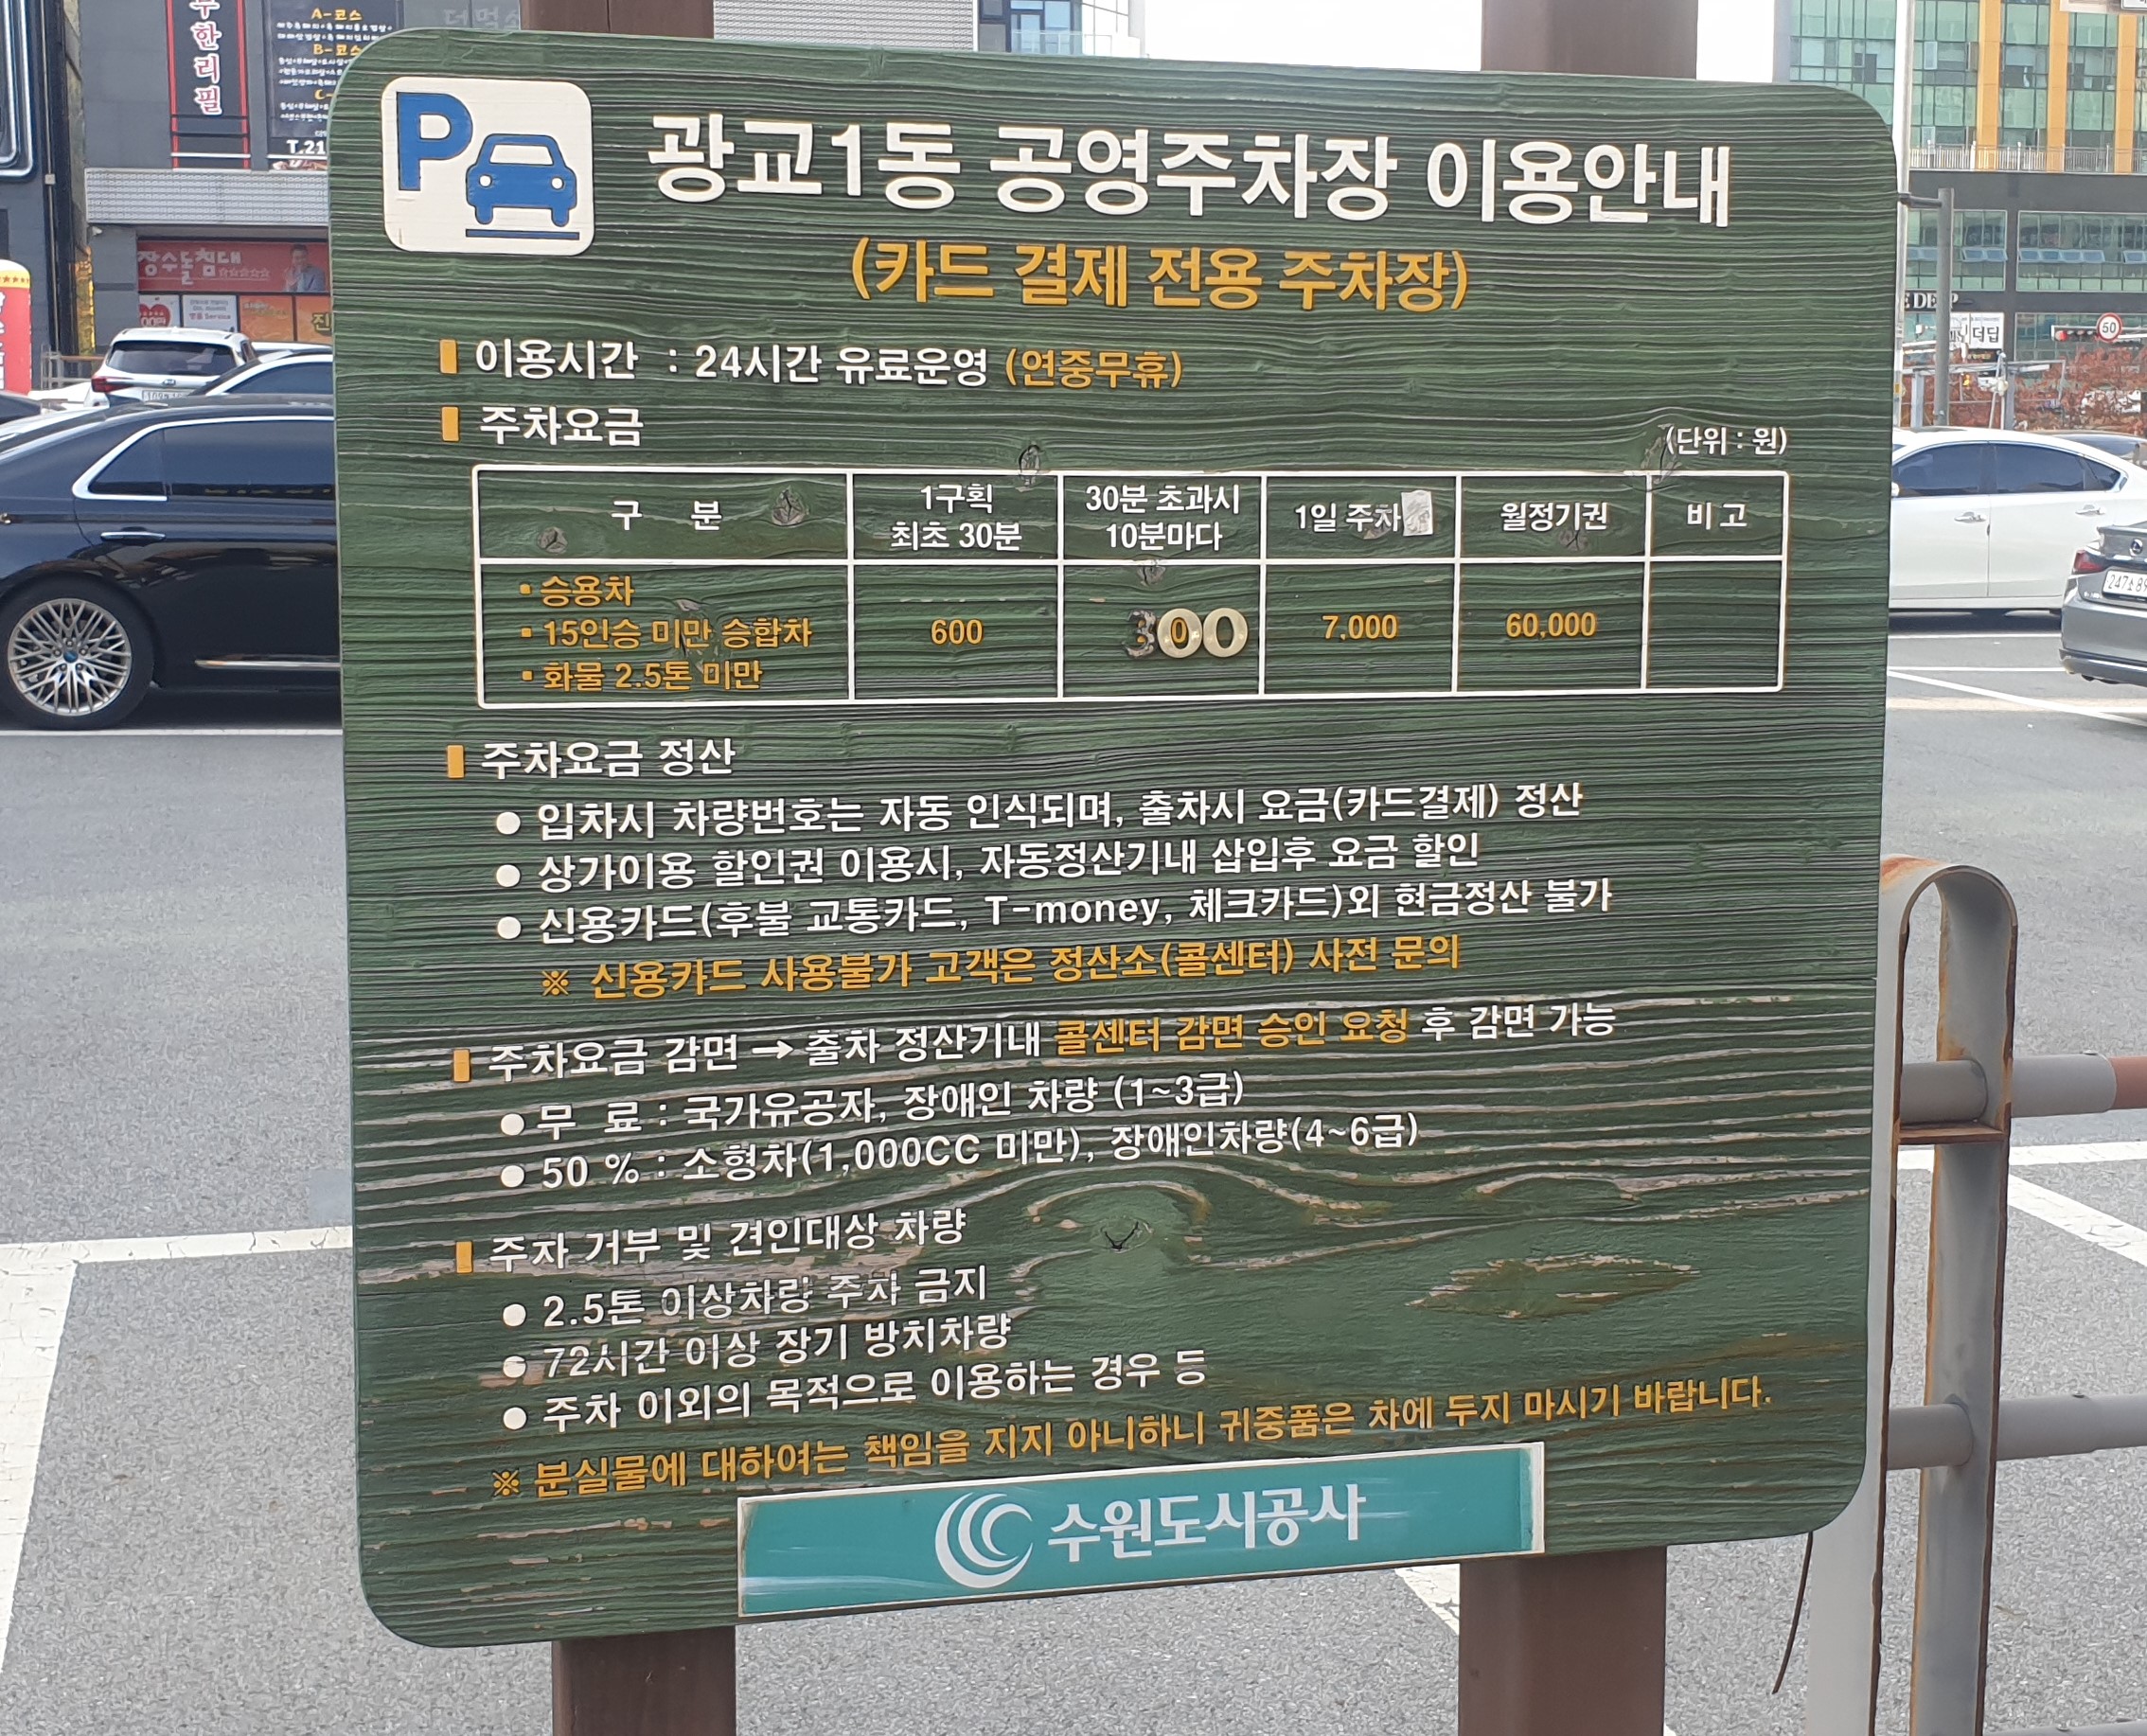 무한리필
A-코스
B-코스
T.21
장수돌침대
P
광교1동 공영주차장 이용안내
(카드 결제 전용 주차장)
이용시간 : 24시간 유료운영 (연중무휴)
주차요금
(단위 : 원)
구 분 1구획 최초 30분 30분 초과시 10분마다 1일 주차 월정기권 비 고
▪ 승용차
▪ 15인승 미만 승합차
▪ 화물 2.5톤 미만
600 300 7,000 60,000
주차요금 정산
● 입차시 차량번호는 자동 인식되며, 출차시 요금(카드결제) 정산
● 상가이용 할인권 이용시, 자동정산기내 삽입후 요금 할인
● 신용카드(후불 교통카드, T-money, 체크카드)외 현금정산 불가
※ 신용카드 사용불가 고객은 정산소(콜센터) 사전 문의
주차요금 감면 → 출차 정산기내 콜센터 감면 승인 요청 후 감면 가능
● 무 료 : 국가유공자, 장애인 차량 (1~3급)
● 50 % : 소형차(1,000CC 미만), 장애인차량(4~6급)
주차 거부 및 견인대상 차량
● 2.5톤 이상차량 주차 금지
● 72시간 이상 장기 방치차량
● 주차 이외의 목적으로 이용하는 경우 등
※ 분실물에 대하여는 책임을 지지 아니하니 귀중품은 차에 두지 마시기 바랍니다.
수원도시공사
더딥
50